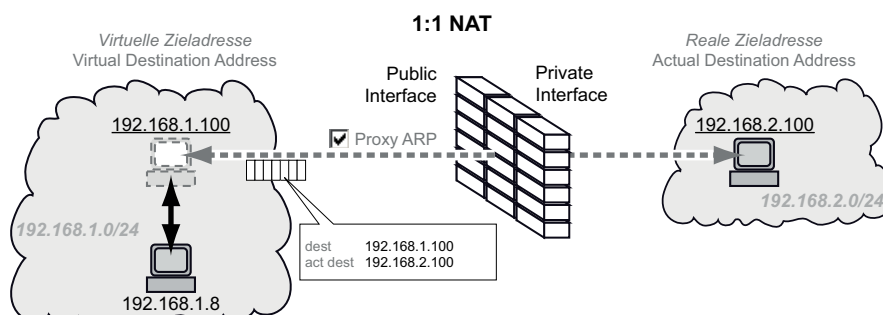 1:1 NAT
Virtuelle Zieladresse
Virtual Destination Address
Reale Zieladresse
Actual Destination Address
Public
Interface
Private
Interface
192.168.1.100
Proxy ARP
192.168.2.100
192.168.1.0/24
192.168.2.0/24
dest 192.168.1.100
act dest 192.168.2.100
192.168.1.8